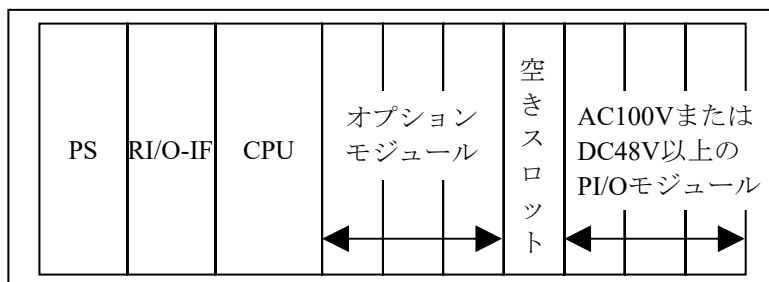 PS
RI/O-IF
CPU
オプション
モジュール
空きスロット
AC100Vまたは
DC48V以上の
PI/Oモジュール